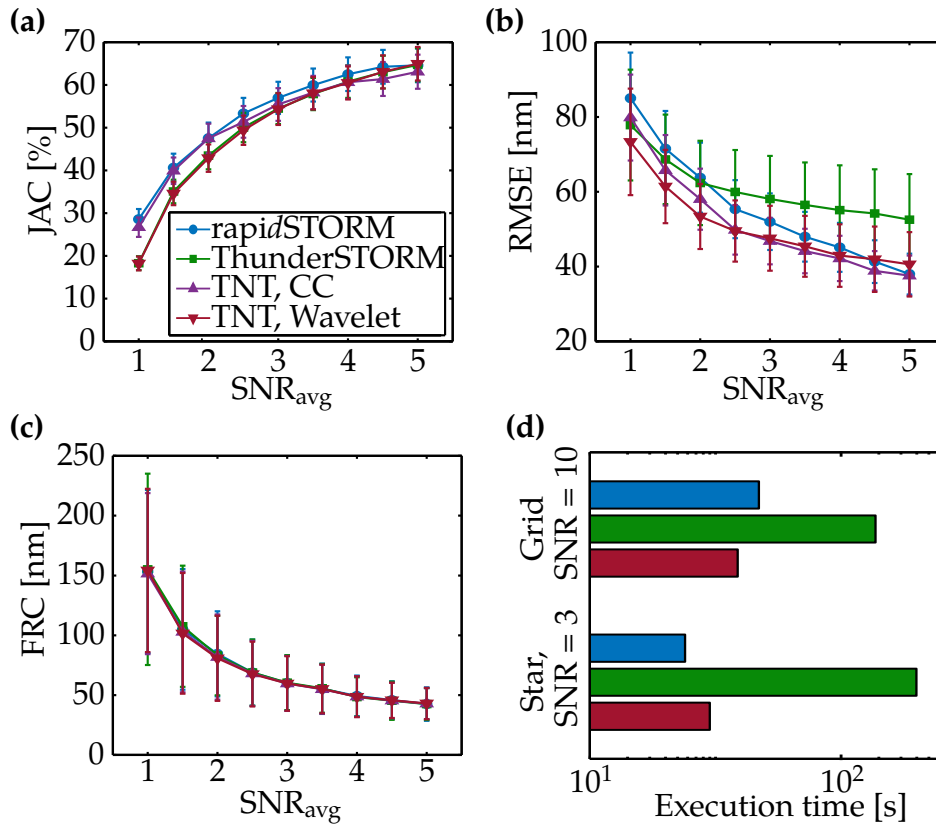 (a)
70
60
50
40
30
20
10
0
JAC [%]
rapidSTORM
ThunderSTORM
TNT, CC
TNT, Wavelet
1 2 3 4 5
SNRavg
(b)
100
80
60
40
20
RMSE [nm]
1 2 3 4 5
SNRavg
(c)
250
200
150
100
50
0
FRC [nm]
1 2 3 4 5
SNRavg
(d)
Grid
SNR = 10
Star,
SNR = 3
10¹ 10²
Execution time [s]